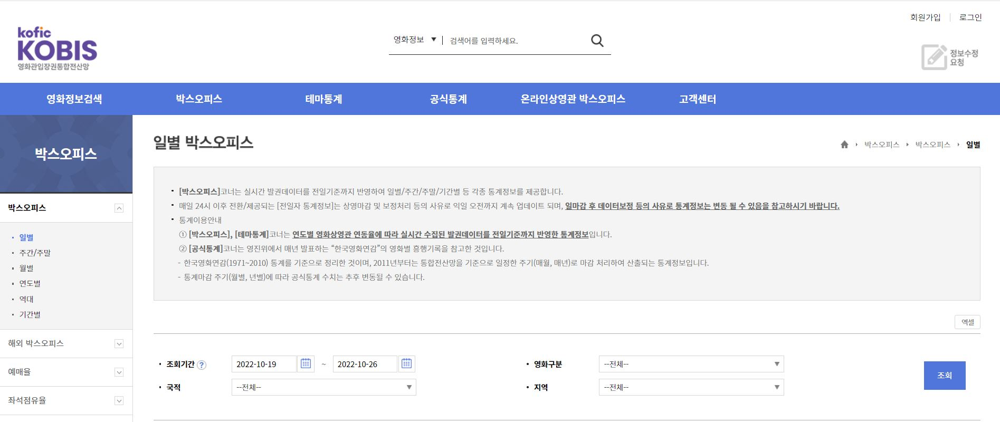 회원가입 로그인
kofic
KOBIS
영화관입장권통합전산망
영화정보 ▼ 검색어를 입력하세요.
정보수정
요청
영화정보검색 박스오피스 테마통계 공식통계 온라인상영관 박스오피스 고객센터
박스오피스
박스오피스
일별
주간/주말
월별
연도별
역대
기간별
해외 박스오피스
예매율
좌석점유율
일별 박스오피스
박스오피스 박스오피스 일별
[박스오피스]코너는 실시간 발권데이터를 전일기준까지 반영하여 일별/주간/주말/기간별 등 각종 통계정보를 제공합니다.
매일 24시 이후 전환/제공되는 [전일자 통계정보]는 상영마감 및 보정처리 등의 사유로 익일 오전까지 계속 업데이트 되며, 일마감 후 데이터보정 등의 사유로 통계정보는 변동 될 수 있음을 참고하시기 바랍니다.
통계이용안내
① [박스오피스], [테마통계]코너는 연도별 영화상영관 연동율에 따라 실시간 수집된 발권데이터를 전일기준까지 반영한 통계정보입니다.
② [공식통계]코너는 영진위에서 매년 발표하는 “한국영화연감”의 영화별 흥행기록을 참고한 것입니다.
- 한국영화연감(1971~2010) 통계를 기준으로 정리한 것이며, 2011년부터는 통합전산망을 기준으로 일정한 주기(매월, 매년)로 마감 처리하여 산출되는 통계정보입니다.
- 통계마감 주기(월별, 년별)에 따라 공식통계 수치는 추후 변동될 수 있습니다.
엑셀
조회기간 ? 2022-10-19 ~ 2022-10-26 영화구분 --전체--
국적 --전체-- 지역 --전체--
조회